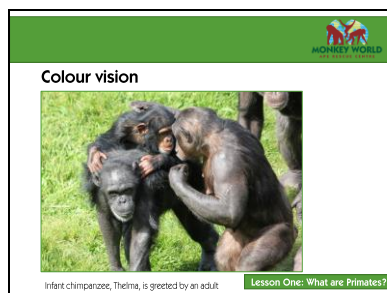 MONKEY WORLD
APE RESCUE CENTRE
Colour vision
Infant chimpanzee, Thelma, is greeted by an adult
Lesson One: What are Primates?